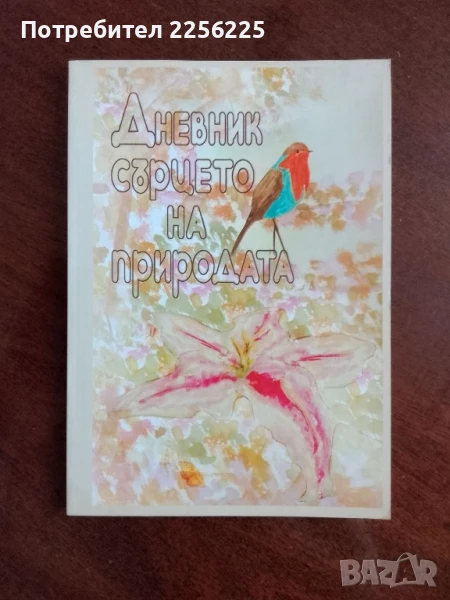 Потребител 2256225
Дневник
сърцето
на
природата
BAZAR